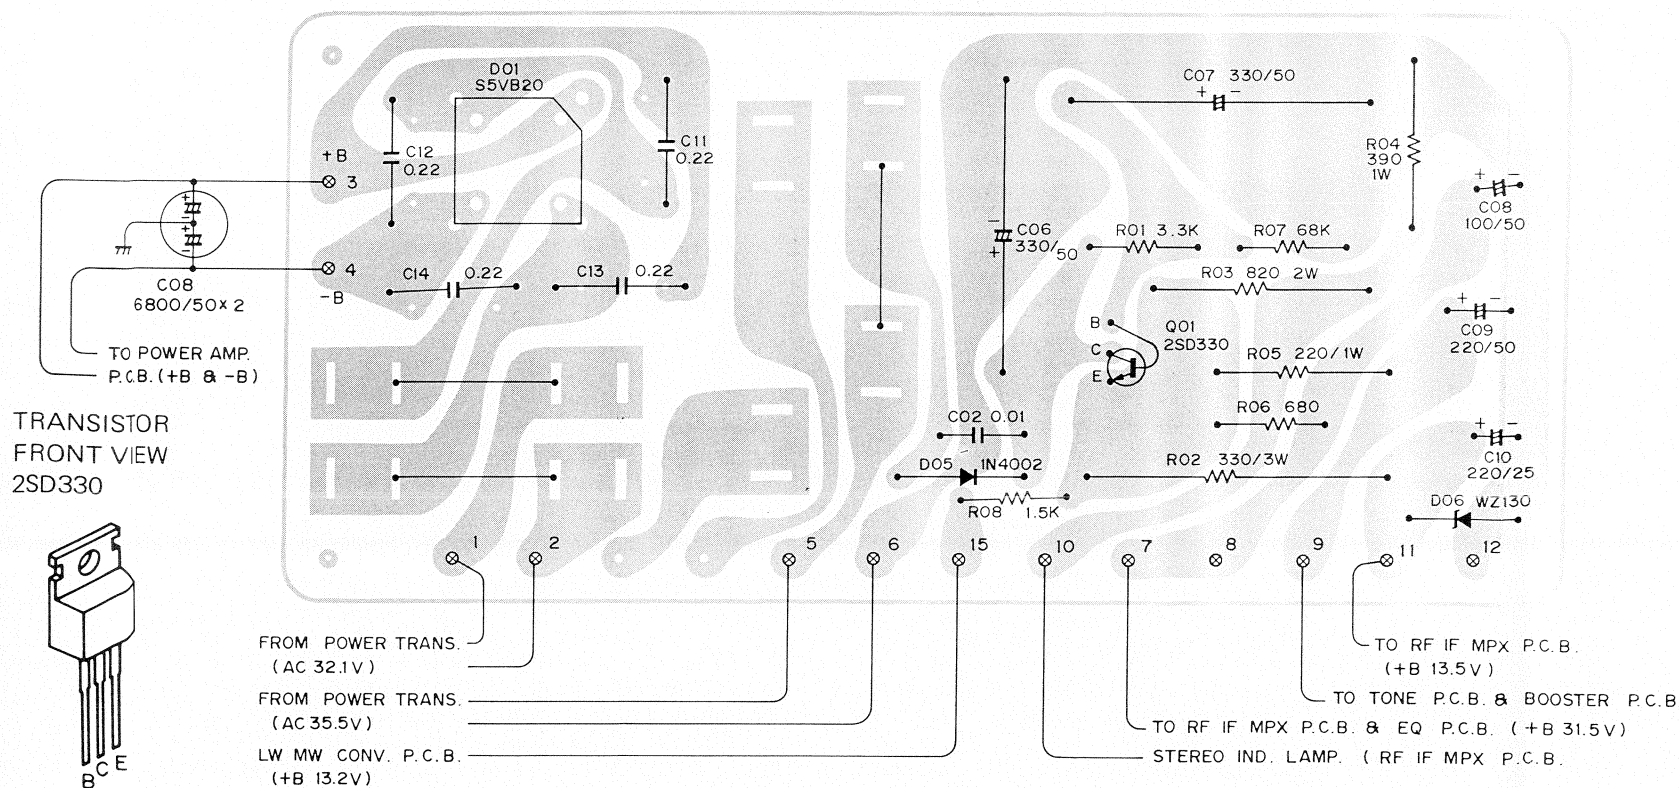 D01
S5VB20
C07 330/50
+ -
C12
0.22
C11
0.22
R04
390
1W
+B
3
+
-
+
-
4
-B
C08
6800/50×2
TO POWER AMP.
P.C.B.(+B & -B)
C14 0.22
C13 0.22
-
C06
330/50
+
R01 3.3K
R07 68K
R03 820 2W
+ -
C08
100/50
+ -
C09
220/50
B
C
E
Q01
2SD330
R05 220/1W
R06 680
C02 0.01
D05 1N4002
R08 1.5K
R02 330/3W
+ -
C10
220/25
D06 WZ130
TRANSISTOR
FRONT VIEW
2SD330
B C E
1 2 5 6 15 10 7 8 9 11 12
FROM POWER TRANS.
(AC 32.1V)
FROM POWER TRANS.
(AC 35.5V)
LW MW CONV. P.C.B.
(+B 13.2V)
TO RF IF MPX P.C.B.
(+B 13.5V)
TO TONE P.C.B. & BOOSTER P.C.B
TO RF IF MPX P.C.B. & EQ P.C.B. (+B 31.5V)
STEREO IND. LAMP. ( RF IF MPX P.C.B.